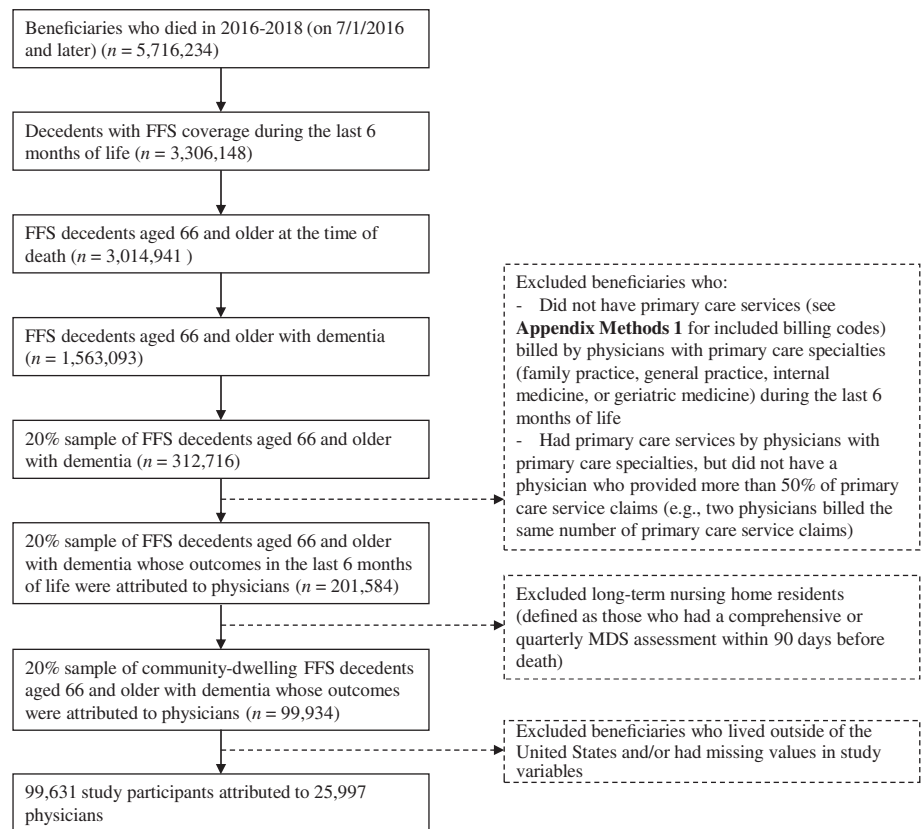 Beneficiaries who died in 2016-2018 (on 7/1/2016
and later) (n = 5,716,234)
Decedents with FFS coverage during the last 6
months of life (n = 3,306,148)
FFS decedents aged 66 and older at the time of
death (n = 3,014,941 )
FFS decedents aged 66 and older with dementia
(n = 1,563,093)
20% sample of FFS decedents aged 66 and older
with dementia (n = 312,716)
Excluded beneficiaries who:
- Did not have primary care services (see
Appendix Methods 1 for included billing codes)
billed by physicians with primary care specialties
(family practice, general practice, internal
medicine, or geriatric medicine) during the last 6
months of life
- Had primary care services by physicians with
primary care specialties, but did not have a
physician who provided more than 50% of primary
care service claims (e.g., two physicians billed the
same number of primary care service claims)
20% sample of FFS decedents aged 66 and older
with dementia whose outcomes in the last 6 months
of life were attributed to physicians (n = 201,584)
Excluded long-term nursing home residents
(defined as those who had a comprehensive or
quarterly MDS assessment within 90 days before
death)
20% sample of community-dwelling FFS decedents
aged 66 and older with dementia whose outcomes
were attributed to physicians (n = 99,934)
Excluded beneficiaries who lived outside of the
United States and/or had missing values in study
variables
99,631 study participants attributed to 25,997
physicians